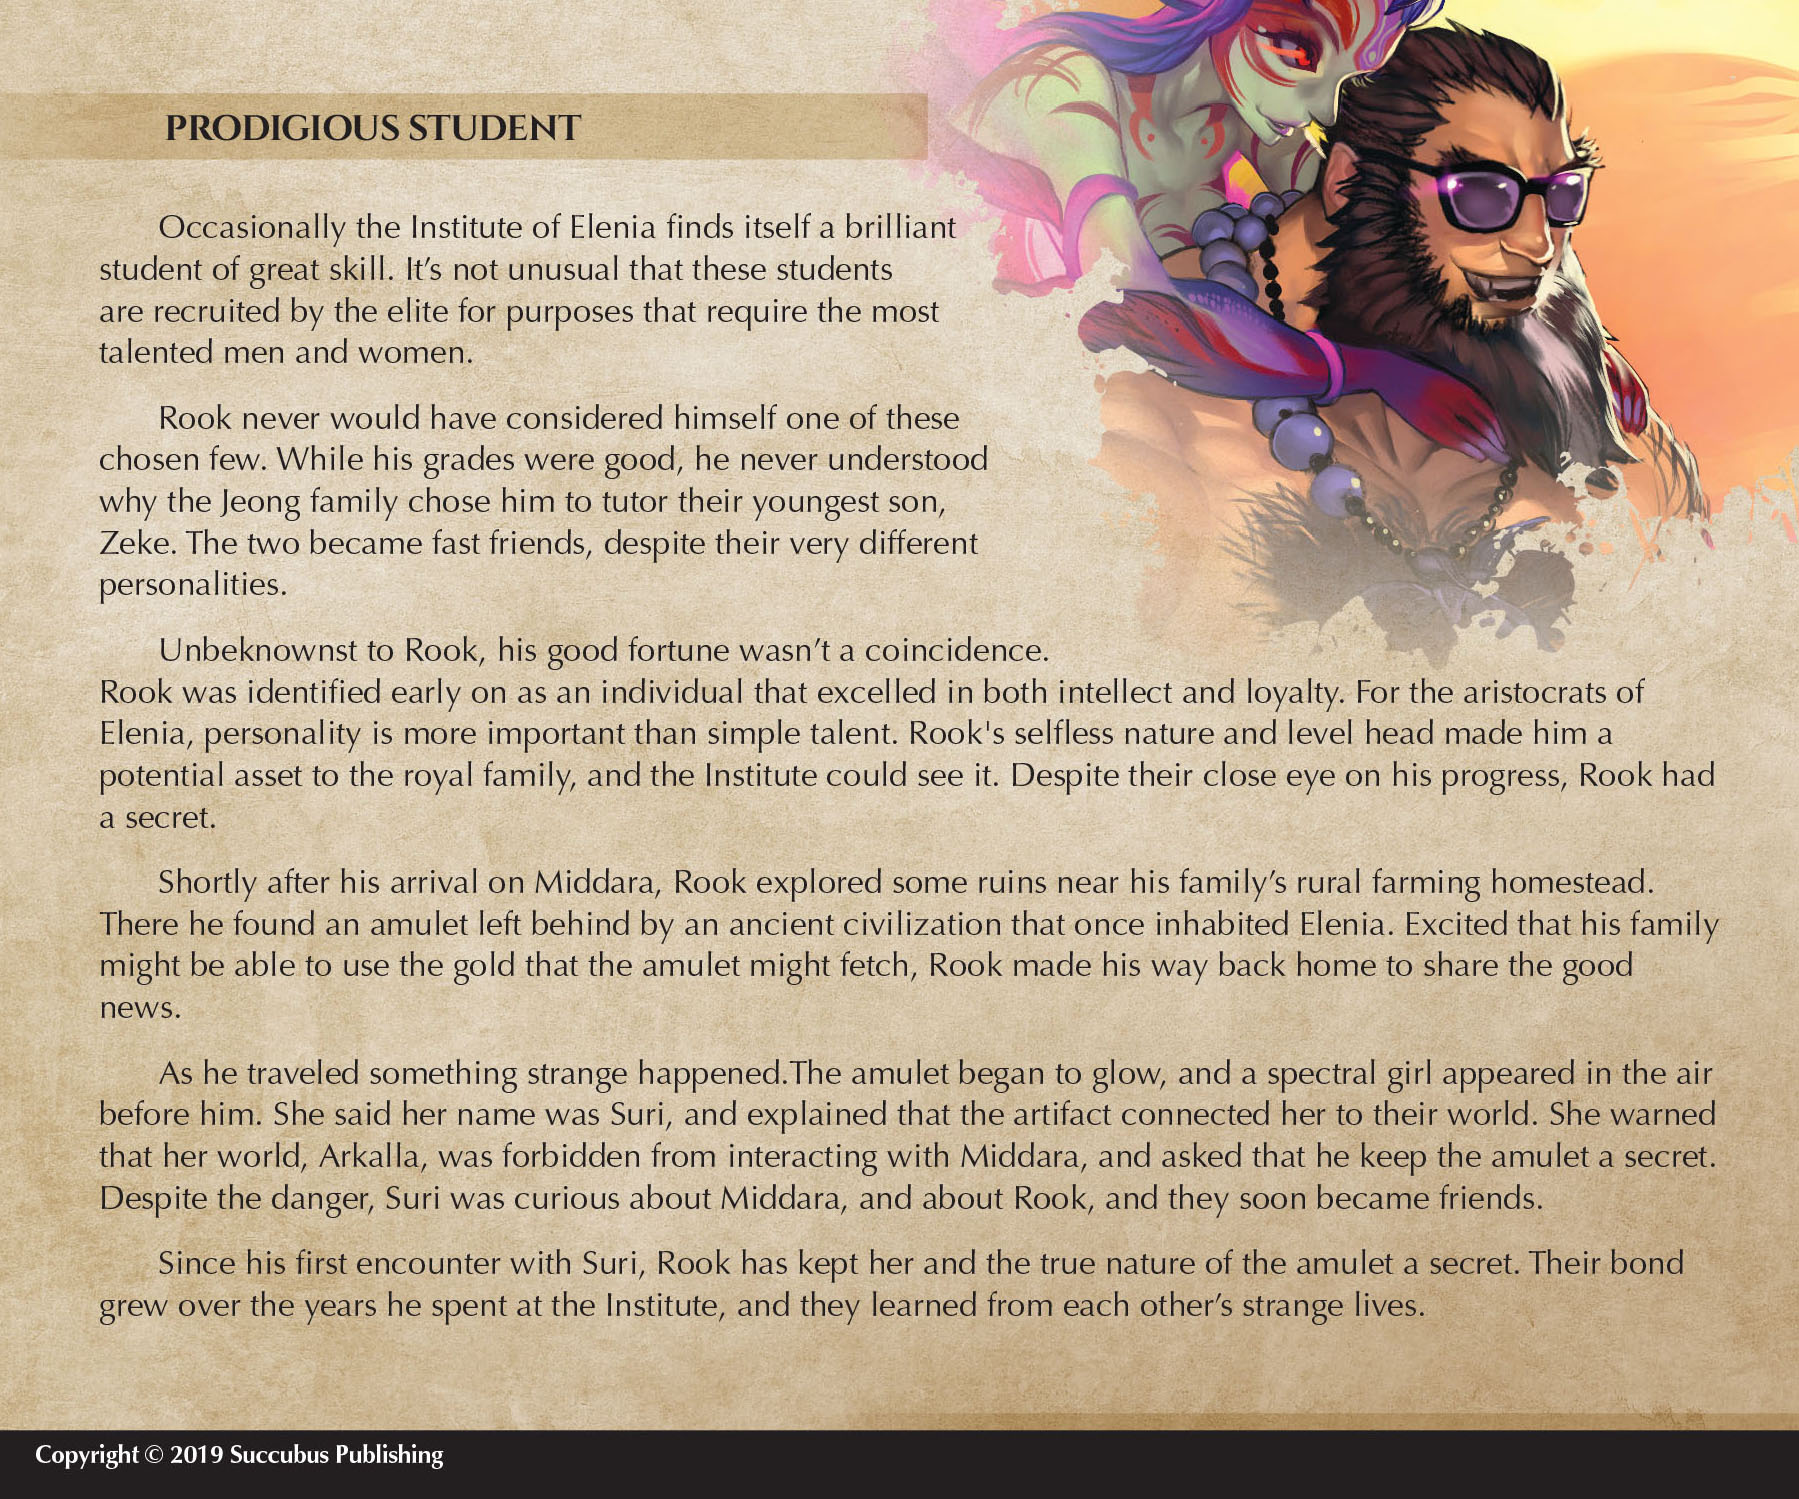 PRODIGIOUS STUDENT
Occasionally the Institute of Elenia finds itself a brilliant
student of great skill. It’s not unusual that these students
are recruited by the elite for purposes that require the most
talented men and women.
Rook never would have considered himself one of these
chosen few. While his grades were good, he never understood
why the Jeong family chose him to tutor their youngest son,
Zeke. The two became fast friends, despite their very different
personalities.
Unbeknownst to Rook, his good fortune wasn’t a coincidence.
Rook was identified early on as an individual that excelled in both intellect and loyalty. For the aristocrats of
Elenia, personality is more important than simple talent. Rook's selfless nature and level head made him a
potential asset to the royal family, and the Institute could see it. Despite their close eye on his progress, Rook had
a secret.
Shortly after his arrival on Middara, Rook explored some ruins near his family’s rural farming homestead.
There he found an amulet left behind by an ancient civilization that once inhabited Elenia. Excited that his family
might be able to use the gold that the amulet might fetch, Rook made his way back home to share the good
news.
As he traveled something strange happened.The amulet began to glow, and a spectral girl appeared in the air
before him. She said her name was Suri, and explained that the artifact connected her to their world. She warned
that her world, Arkalla, was forbidden from interacting with Middara, and asked that he keep the amulet a secret.
Despite the danger, Suri was curious about Middara, and about Rook, and they soon became friends.
Since his first encounter with Suri, Rook has kept her and the true nature of the amulet a secret. Their bond
grew over the years he spent at the Institute, and they learned from each other’s strange lives.
Copyright © 2019 Succubus Publishing